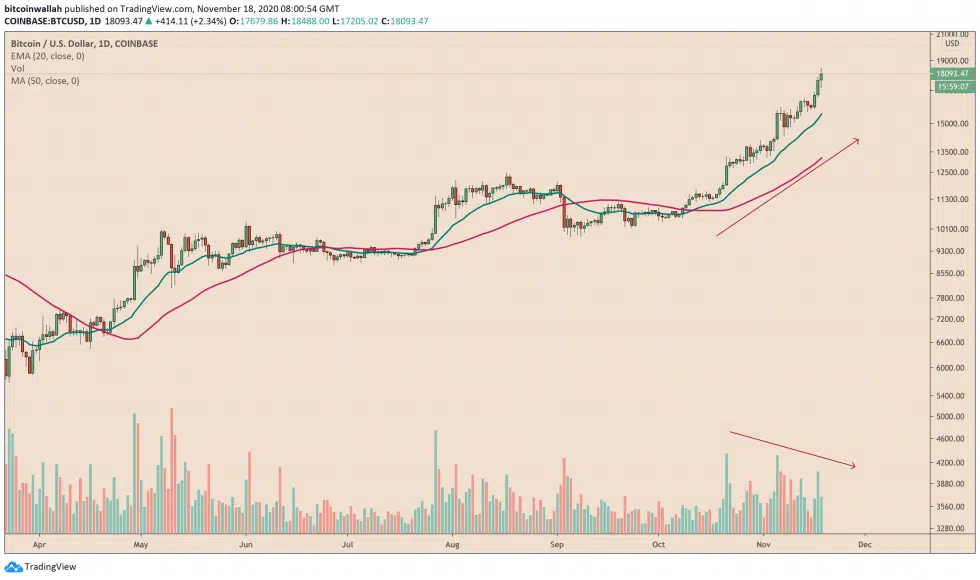 bitcoinwallah published on TradingView.com, November 18, 2020 08:00:54 GMT
COINBASE:BTCUSD, 1D 18093.47 ▲ +414.11 (+2.34%) O:17679.86 H:18488.00 L:17205.02 C:18093.47
Bitcoin / U.S. Dollar, 1D, COINBASE
EMA (20, close, 0)
Vol
MA (50, close, 0)
21000.00
USD
19000.00
18093.47
15:59:07
15000.00
13500.00
12500.00
11300.00
10100.00
9300.00
8550.00
7800.00
7200.00
6600.00
6000.00
5400.00
5000.00
4600.00
4200.00
3880.00
3560.00
3280.00
Apr May Jun Jul Aug Sep Oct Nov Dec
TradingView